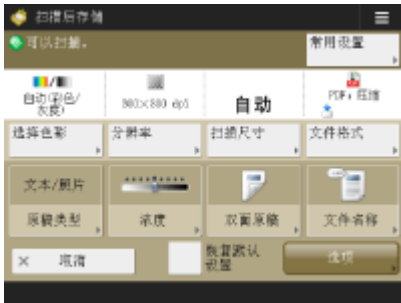 扫描后存储
可以扫描。
常用设置
自动(彩色/
灰度)
300×300 dpi
自动
PDF; 压缩
选择色彩
分辨率
扫描尺寸
文件格式
文本/照片
原稿类型
浓度
双面原稿
文件名称
× 取消
恢复默认
设置
选项